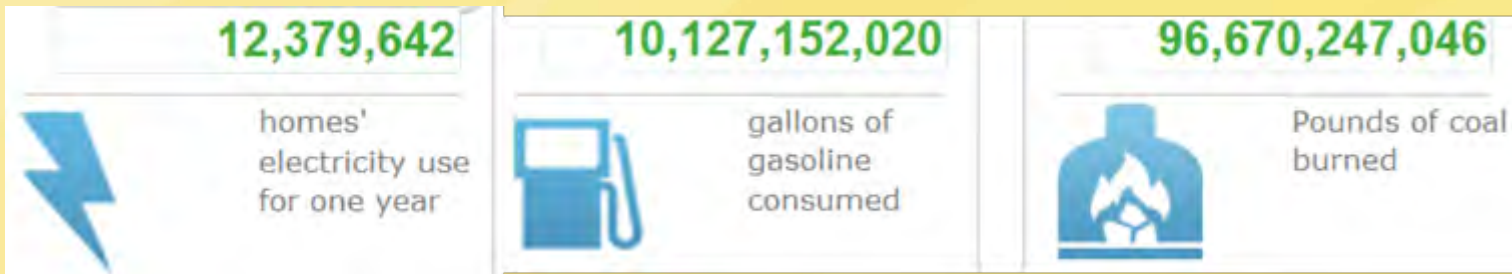 12,379,642
homes'
electricity use
for one year
10,127,152,020
gallons of
gasoline
consumed
96,670,247,046
Pounds of coal
burned